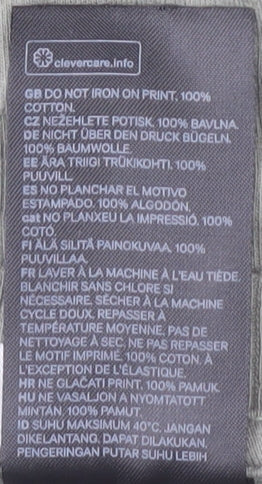 clevercare.info
GB DO NOT IRON ON PRINT. 100%
COTTON.
CZ NEŽEHLETE POTISK. 100% BAVLNA.
DE NICHT ÜBER DEN DRUCK BÜGELN.
100% BAUMWOLLE.
EE ÄRA TRIIGI TRÜKIKOHTI. 100%
PUUVILL.
ES NO PLANCHAR EL MOTIVO
ESTAMPADO. 100% ALGODÓN.
cat NO PLANXEU LA IMPRESSIÓ. 100%
COTÓ.
FI ÄLÄ SILITÄ PAINOKUVAA. 100%
PUUVILLAA.
FR LAVER À LA MACHINE À L'EAU TIÈDE.
BLANCHIR SANS CHLORE SI
NÉCESSAIRE. SÉCHER À LA MACHINE
CYCLE DOUX. REPASSER À
TEMPÉRATURE MOYENNE. PAS DE
NETTOYAGE À SEC. NE PAS REPASSER
LE MOTIF IMPRIMÉ. 100% COTON. À
L'EXCEPTION DE L'ÉLASTIQUE.
HR NE GLAČATI PRINT. 100% PAMUK.
HU NE VASALJON A NYOMTATOTT
MINTÁN. 100% PAMUT.
ID SUHU MAKSIMUM 40°C. JANGAN
DIKELANTANG. DAPAT DILAKUKAN
PENGERINGAN PUTAR SUHU LEBIH